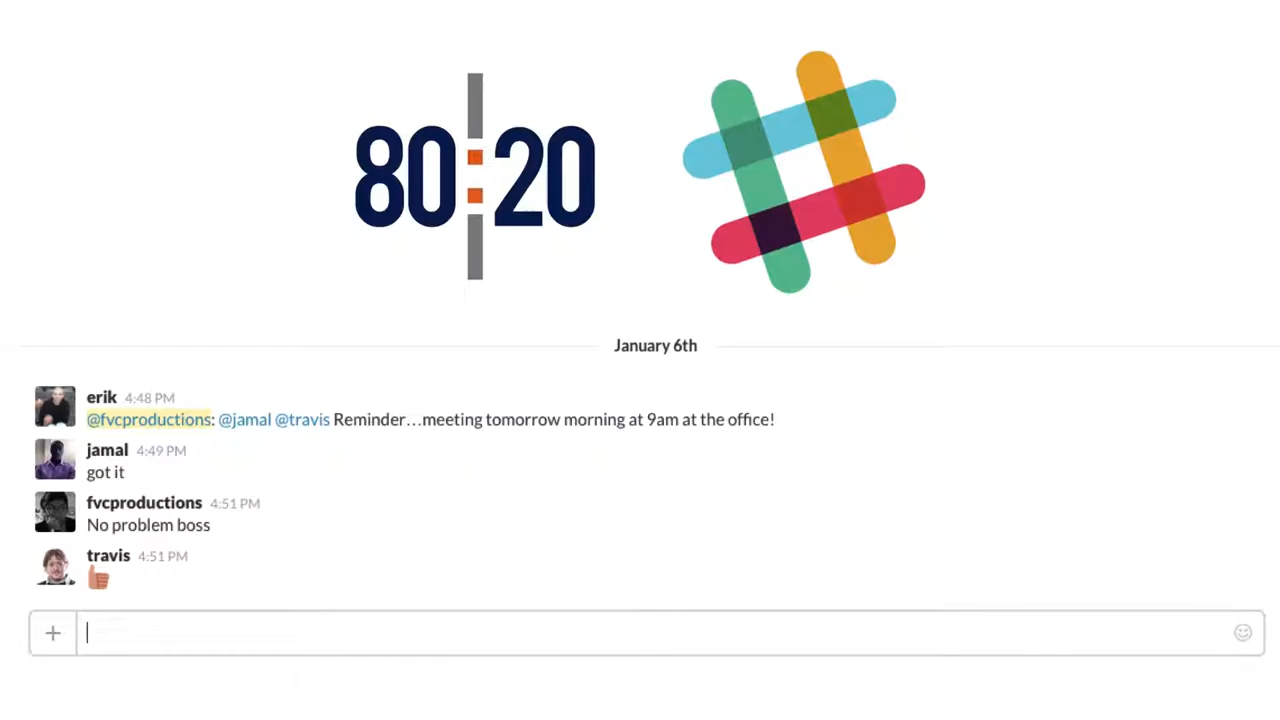 80:20
January 6th
erik 4:48 PM
@fvcproductions: @jamal @travis Reminder…meeting tomorrow morning at 9am at the office!
jamal 4:49 PM
got it
fvcproductions 4:51 PM
No problem boss
travis 4:51 PM